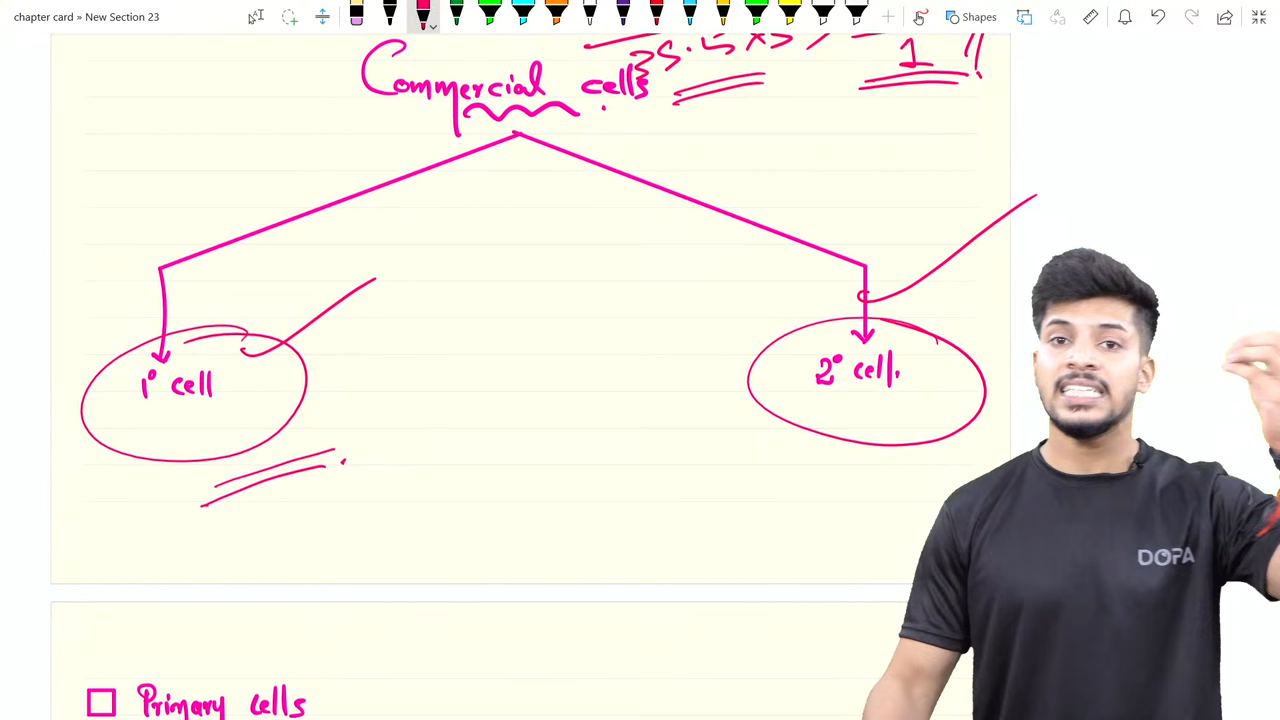 chapter card » New Section 23
Shapes
1 !!
Commercial cells
1° cell
2° cell.
Primary cells
DOPA